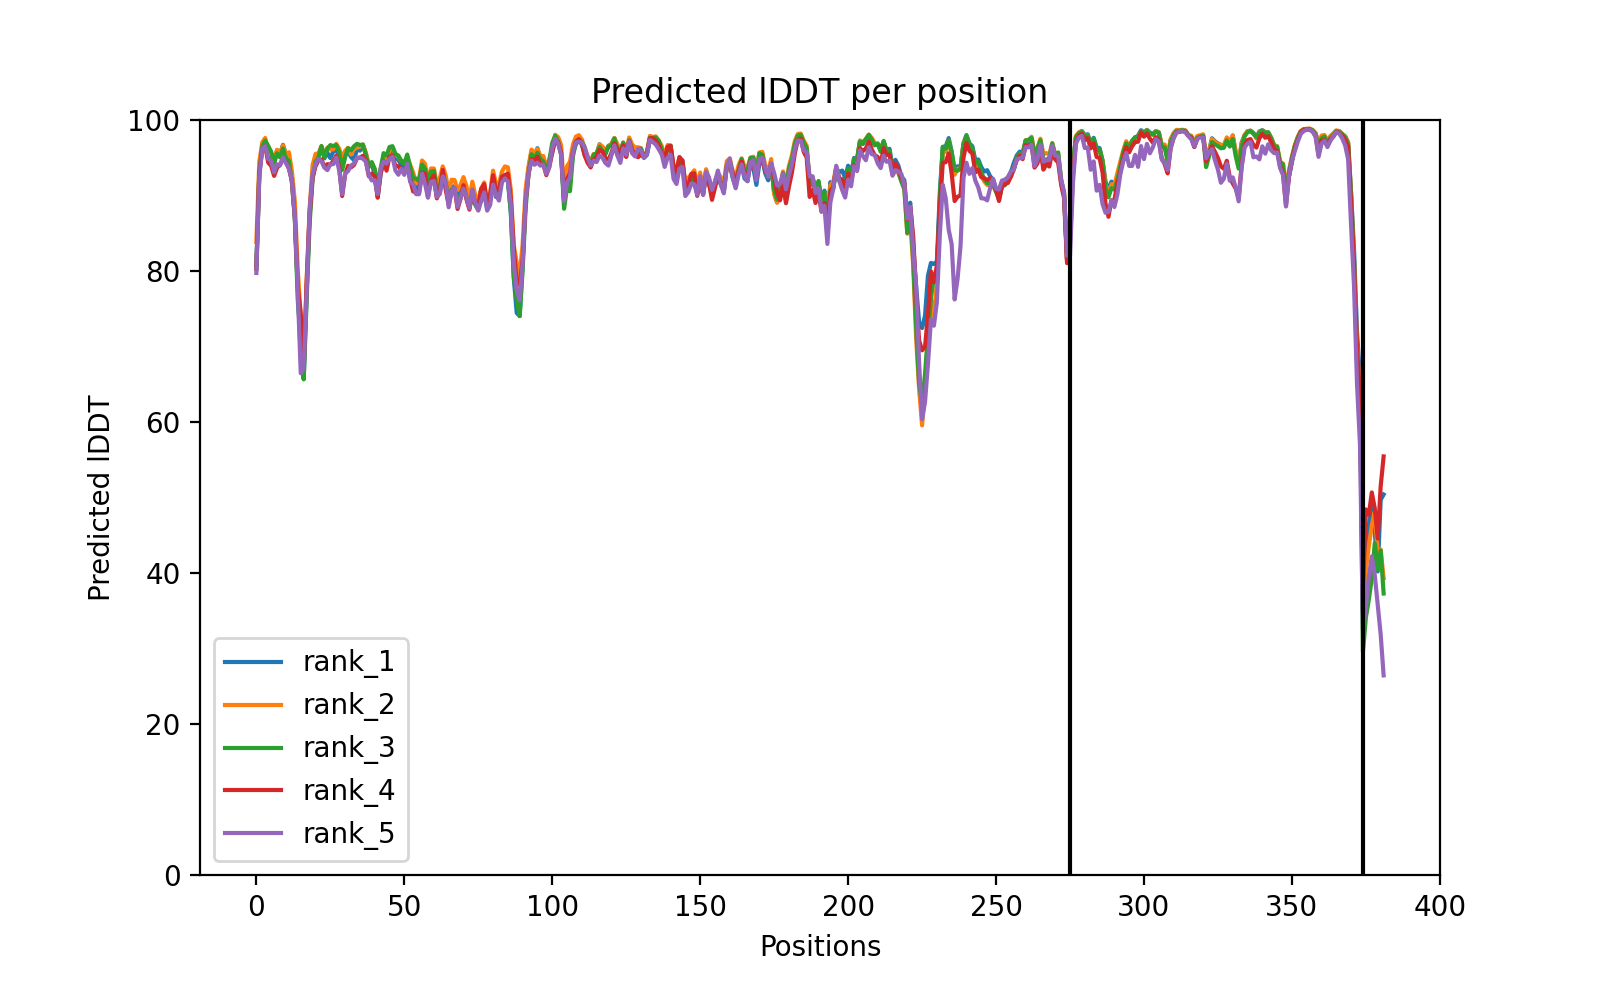 Predicted lDDT per position
100
80
60
40
20
0
Predicted lDDT
rank_1
rank_2
rank_3
rank_4
rank_5
0 50 100 150 200 250 300 350 400
Positions